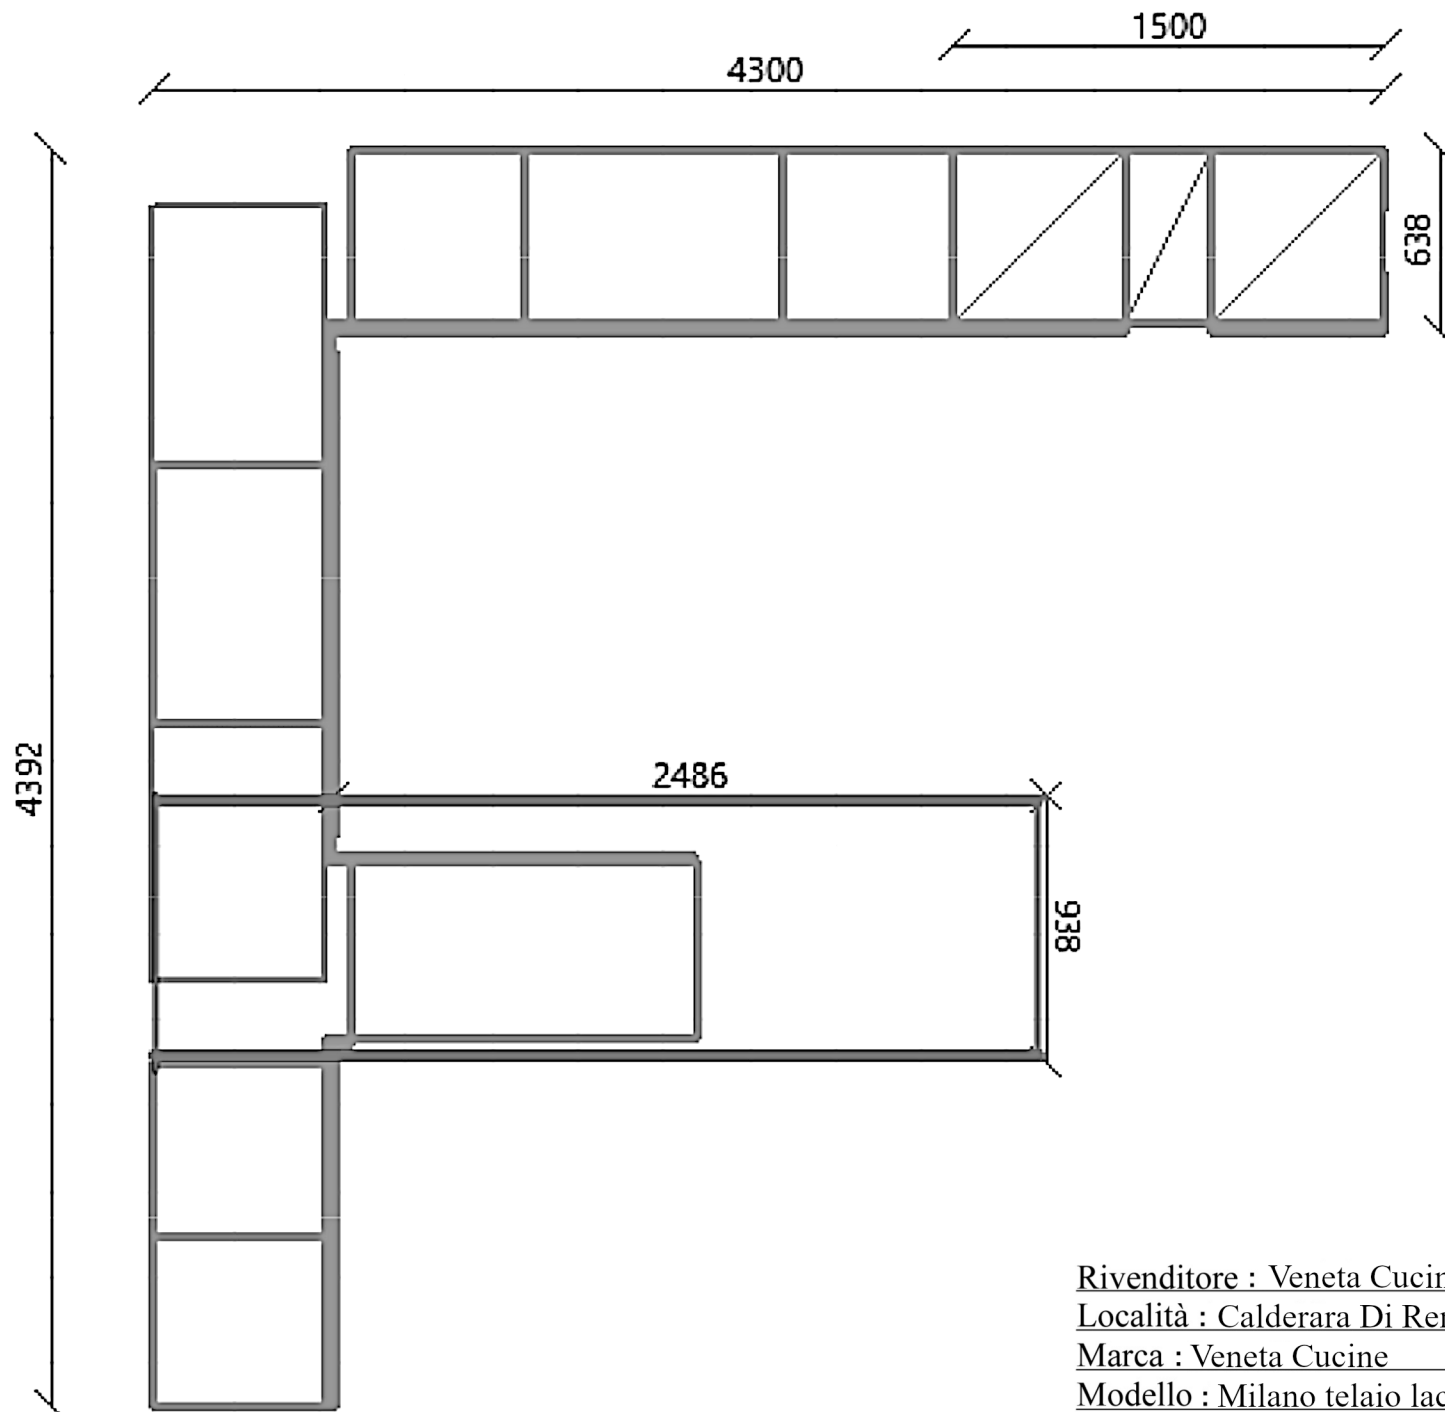 1500
4300
638
4392
2486
938
Rivenditore : Veneta
Località : Calderara Di
Marca : Veneta Cucine
Modello : Milano telaio